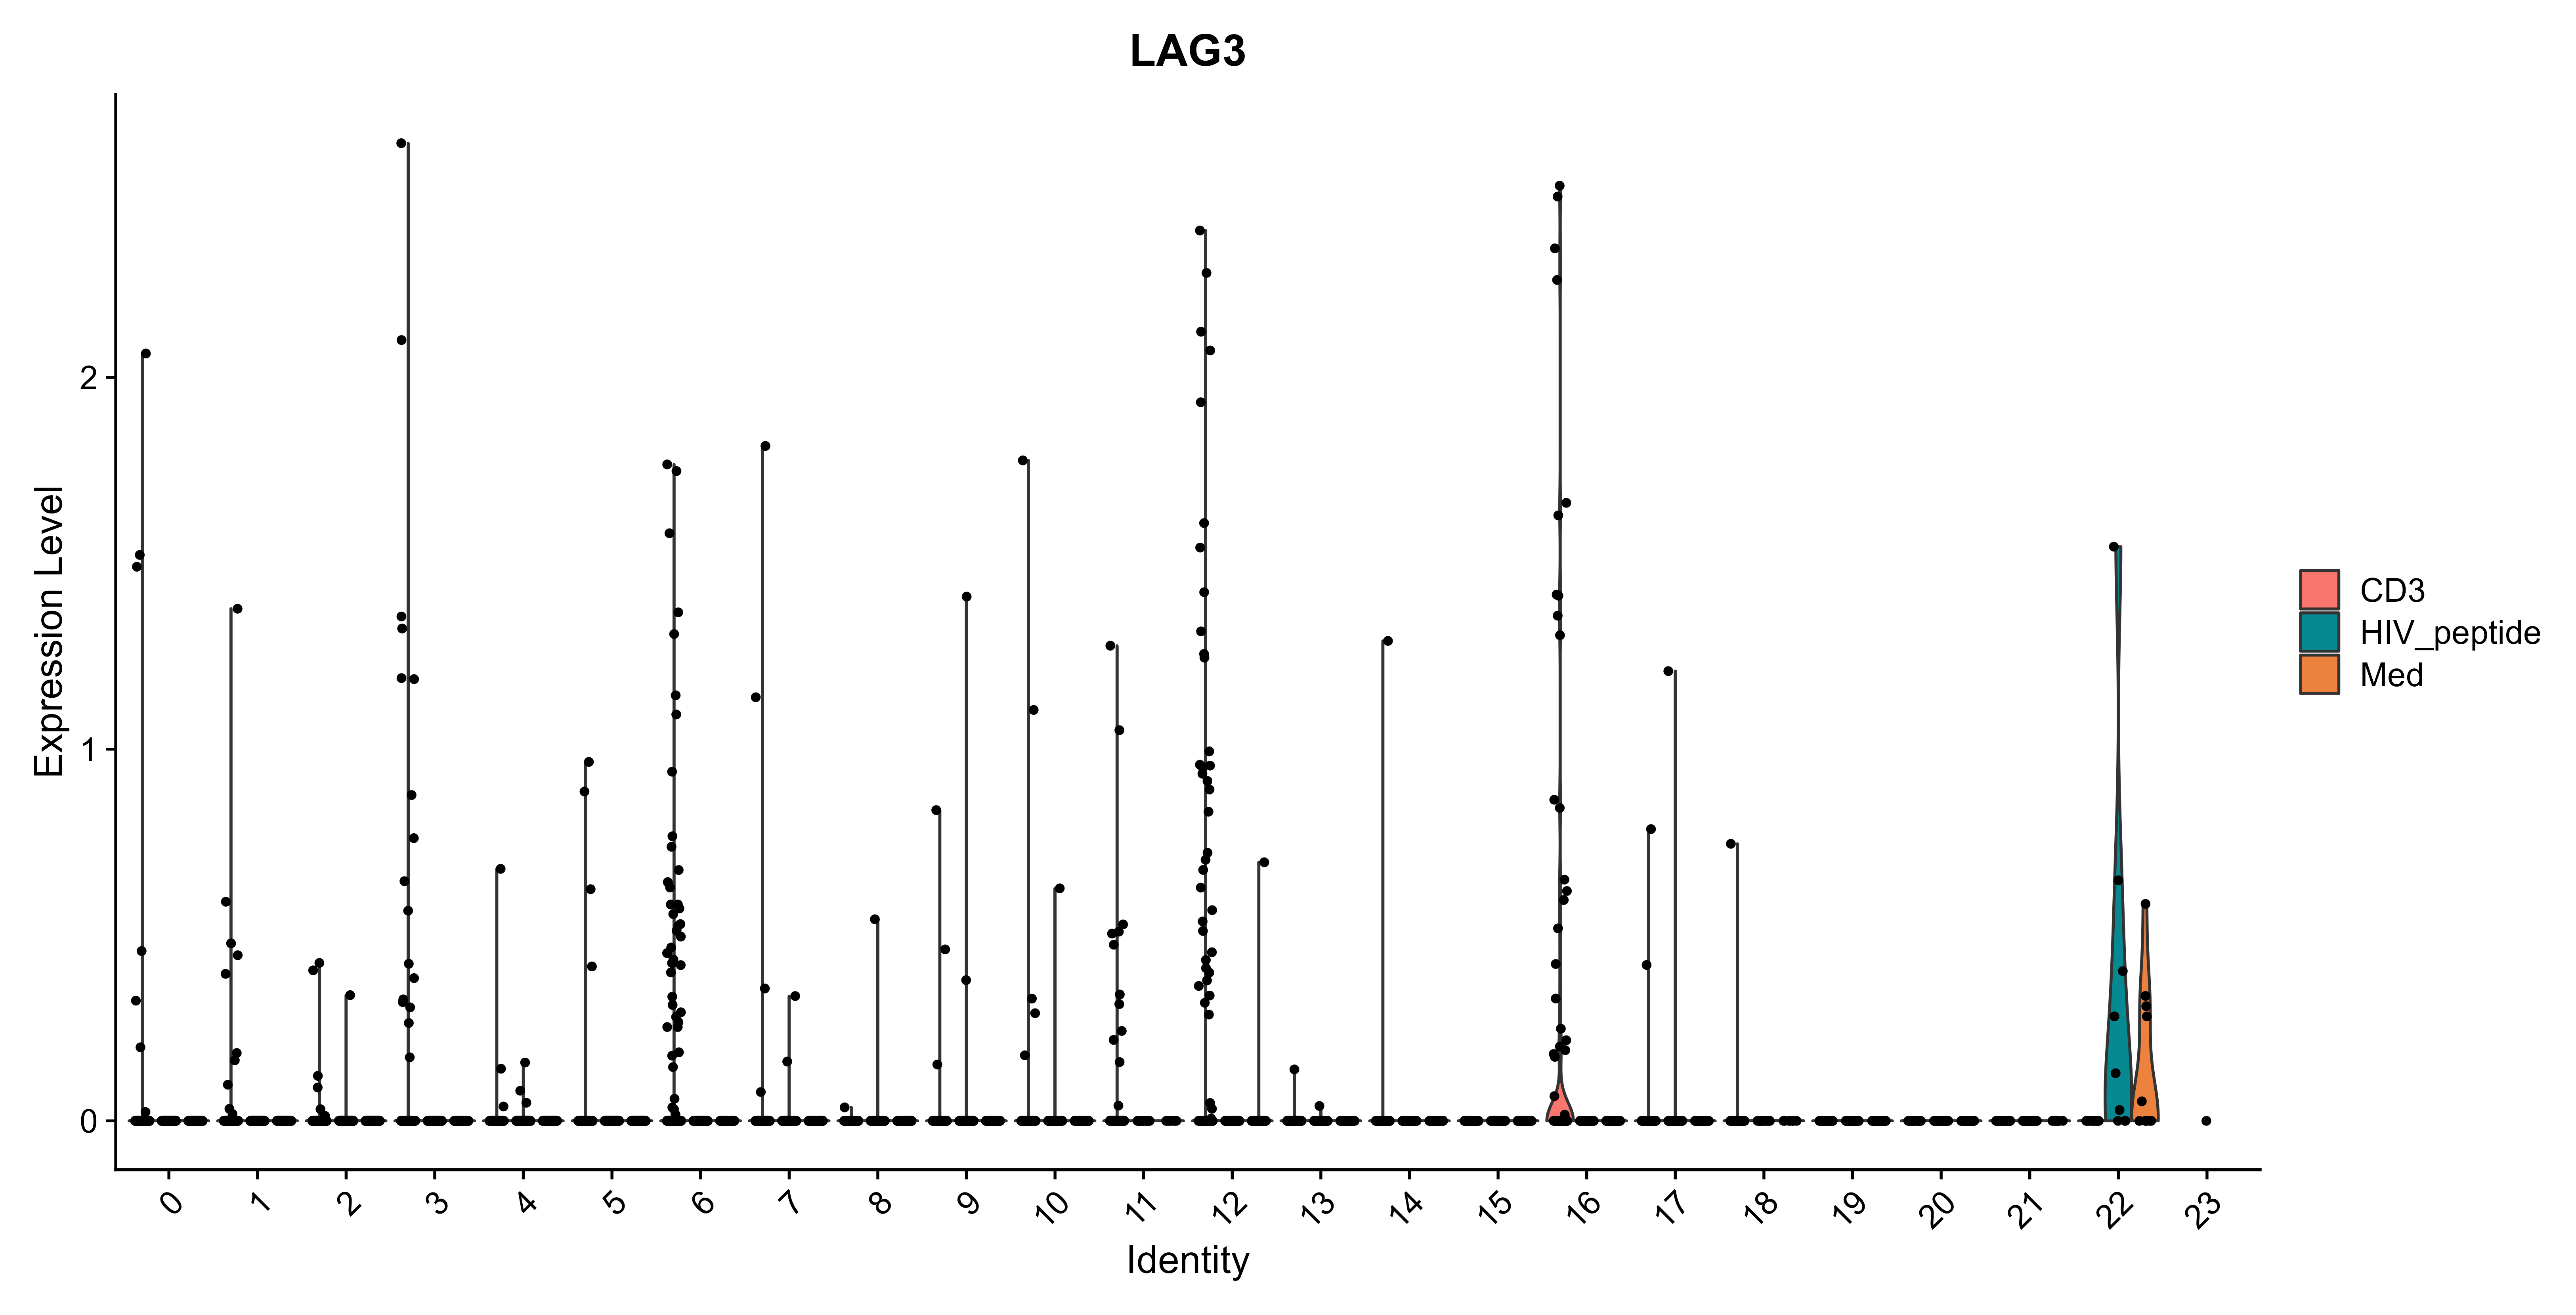 LAG3
Expression Level
2
1
0
0 1 2 3 4 5 6 7 8 9 10 11 12 13 14 15 16 17 18 19 20 21 22 23
Identity
CD3
HIV_peptide
Med